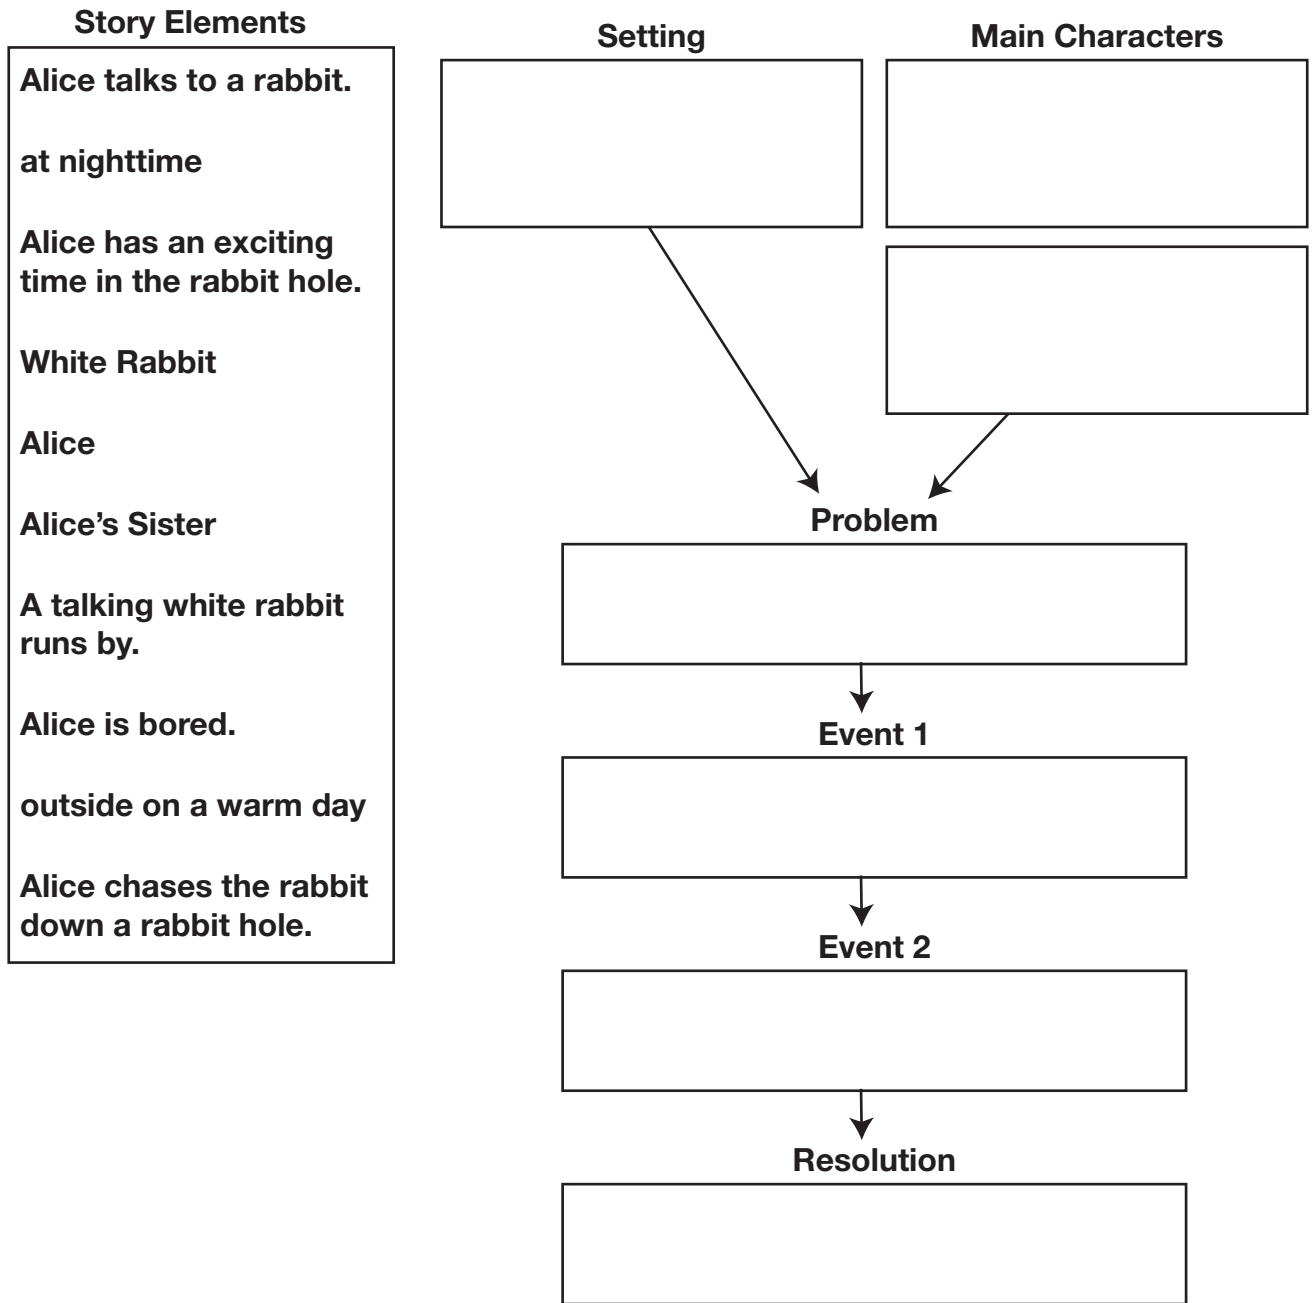 Story Elements
Alice talks to a rabbit.
at nighttime
Alice has an exciting
time in the rabbit hole.
White Rabbit
Alice
Alice’s Sister
A talking white rabbit
runs by.
Alice is bored.
outside on a warm day
Alice chases the rabbit
down a rabbit hole.
Setting
Main Characters
Problem
Event 1
Event 2
Resolution